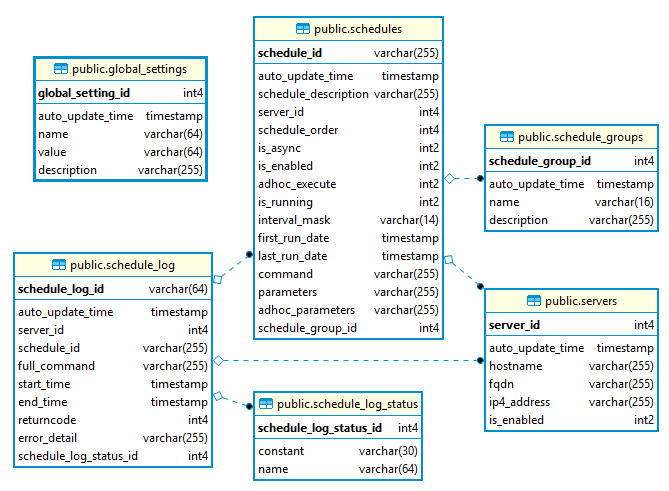 public.global_settings
global_setting_id int4
auto_update_time timestamp
name varchar(64)
value varchar(64)
description varchar(255)
public.schedules
schedule_id varchar(255)
auto_update_time timestamp
schedule_description varchar(255)
server_id int4
schedule_order int4
is_async int2
is_enabled int2
adhoc_execute int2
is_running int2
interval_mask varchar(14)
first_run_date timestamp
last_run_date timestamp
command varchar(255)
parameters varchar(255)
adhoc_parameters varchar(255)
schedule_group_id int4
public.schedule_groups
schedule_group_id int4
auto_update_time timestamp
name varchar(16)
description varchar(255)
public.schedule_log
schedule_log_id varchar(64)
auto_update_time timestamp
server_id int4
schedule_id varchar(255)
full_command varchar(255)
start_time timestamp
end_time timestamp
returncode int4
error_detail varchar(255)
schedule_log_status_id int4
public.servers
server_id int4
auto_update_time timestamp
hostname varchar(255)
fqdn varchar(255)
ip4_address varchar(255)
is_enabled int2
public.schedule_log_status
schedule_log_status_id int4
constant varchar(30)
name varchar(64)